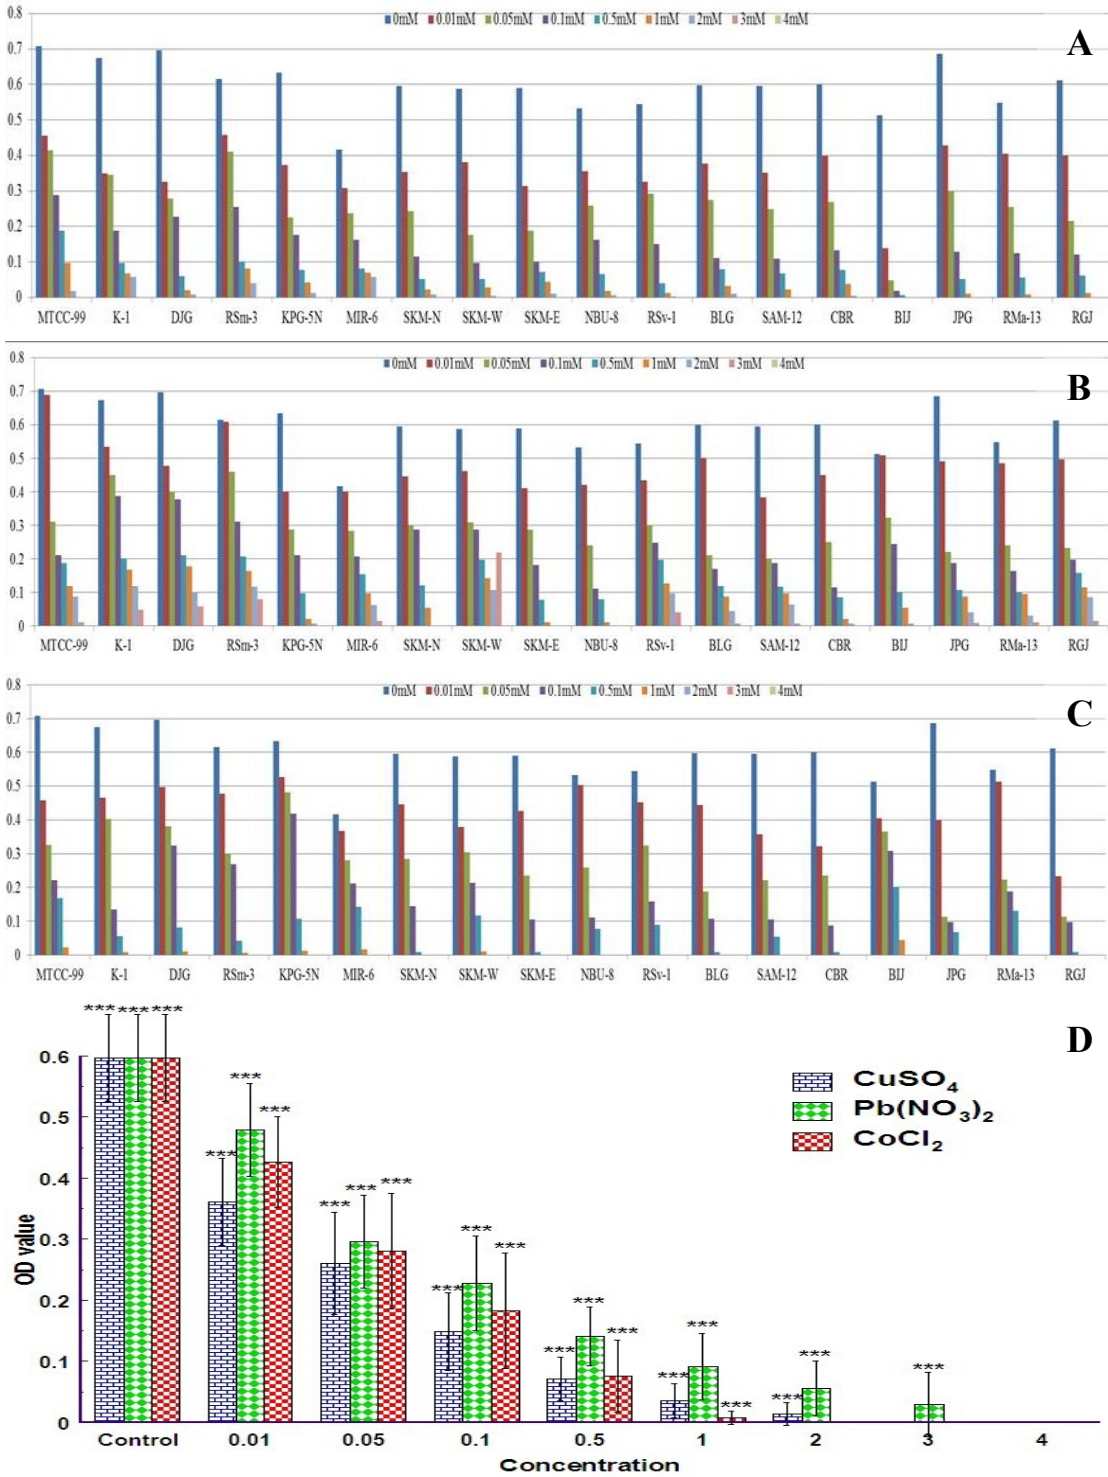 0mM 0.01mM 0.05mM 0.1mM 0.5mM 1mM 2mM 3mM 4mM
A
0.8
0.7
0.6
0.5
0.4
0.3
0.2
0.1
0
MTCC-99 K-1 DJG RSm-3 KPG-5N MIR-6 SKM-N SKM-W SKM-E NBU-8 RSv-1 BLG SAM-12 CBR BIJ JPG RMa-13 RGJ
0mM 0.01mM 0.05mM 0.1mM 0.5mM 1mM 2mM 3mM 4mM
B
0.8
0.7
0.6
0.5
0.4
0.3
0.2
0.1
0
MTCC-99 K-1 DJG RSm-3 KPG-5N MIR-6 SKM-N SKM-W SKM-E NBU-8 RSv-1 BLG SAM-12 CBR BIJ JPG RMa-13 RGJ
0mM 0.01mM 0.05mM 0.1mM 0.5mM 1mM 2mM 3mM 4mM
C
0.8
0.7
0.6
0.5
0.4
0.3
0.2
0.1
0
MTCC-99 K-1 DJG RSm-3 KPG-5N MIR-6 SKM-N SKM-W SKM-E NBU-8 RSv-1 BLG SAM-12 CBR BIJ JPG RMa-13 RGJ
D
*** *** ***
*** *** ***
*** *** ***
*** *** ***
*** *** ***
*** *** ***
*** ***
***
CuSO₄
Pb(NO₃)₂
CoCl₂
OD value
0.6
0.5
0.4
0.3
0.2
0.1
0
Control 0.01 0.05 0.1 0.5 1 2 3 4
Concentration